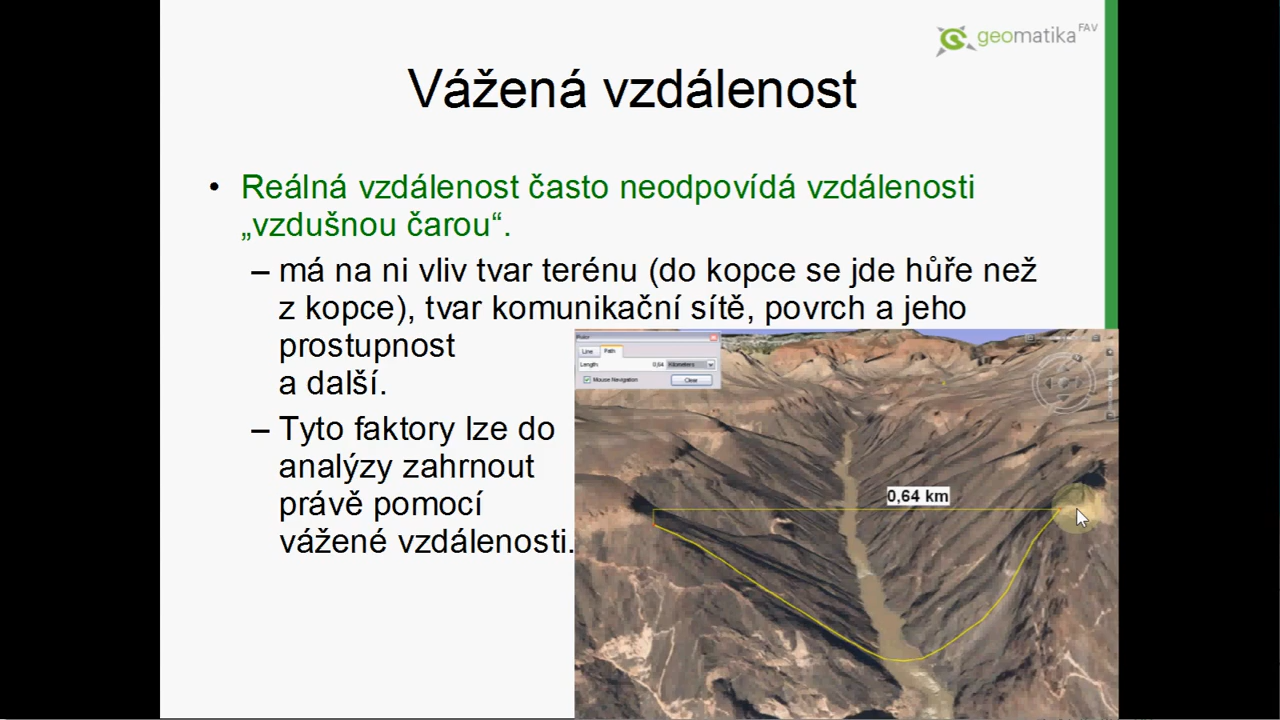 geomatika FAV
Vážená vzdálenost
• Reálná vzdálenost často neodpovídá vzdálenosti
„vzdušnou čarou“.
– má na ni vliv tvar terénu (do kopce se jde hůře než
z kopce), tvar komunikační sítě, povrch a jeho
prostupnost
a další.
– Tyto faktory lze do
analýzy zahrnout
právě pomocí
vážené vzdálenosti.
Ruler
Line Path
Length: 0,64 Kilometers
Mouse Navigation Clear
0,64 km